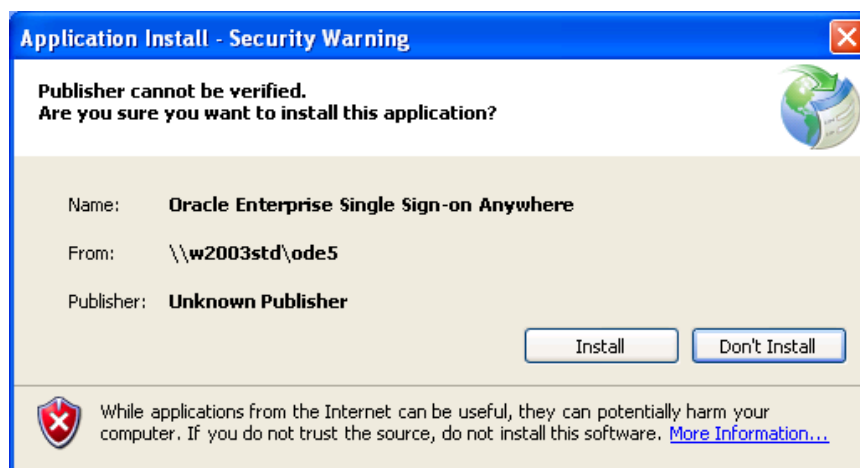 Application Install - Security Warning
Publisher cannot be verified.
Are you sure you want to install this application?
Name: Oracle Enterprise Single Sign-on Anywhere
From: \\w2003std\ode5
Publisher: Unknown Publisher
Install Don't Install
While applications from the Internet can be useful, they can potentially harm your
computer. If you do not trust the source, do not install this software. More Information...